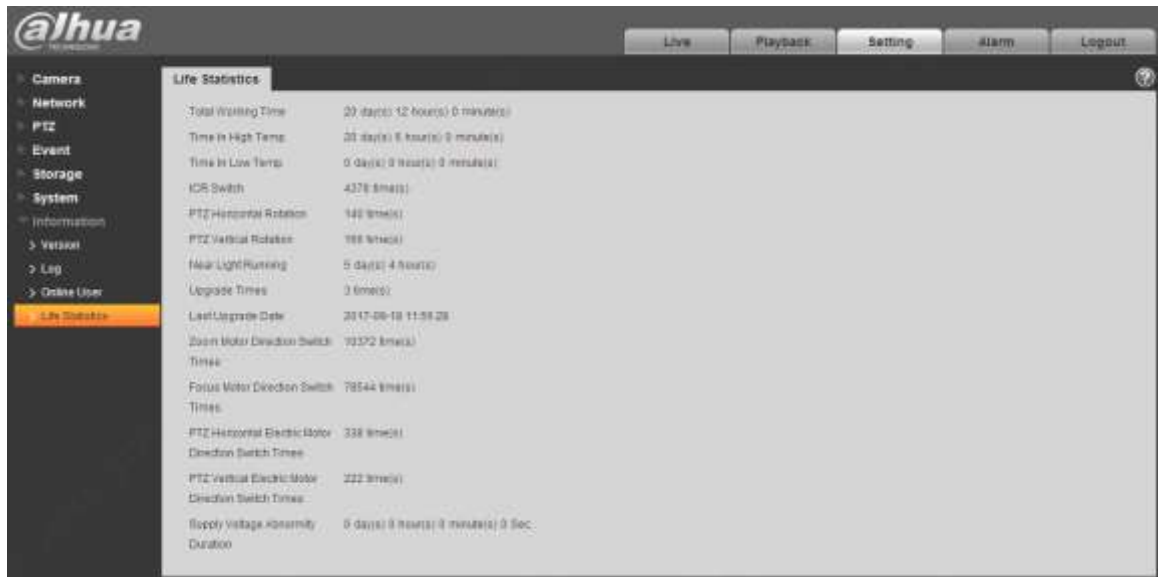 alhua
TECHNOLOGY
Live
Playback
Setting
Alarm
Logout
Camera
Network
PTZ
Event
Storage
System
Information
Version
Log
Online User
Life Statistics
Life Statistics
Total Working Time 20 day(s) 12 hour(s) 0 minute(s)
Time In High Temp. 20 day(s) 6 hour(s) 0 minute(s)
Time In Low Temp. 0 day(s) 0 hour(s) 0 minute(s)
ICR Switch 4378 time(s)
PTZ Horizontal Rotation 140 time(s)
PTZ Vertical Rotation time(s)
Near Light Running 5 day(s) 4 hour(s)
Upgrade Times 3 time(s)
Last Upgrade Date
Zoom Motor Direction Switch 10372 time(s)
Times
Focus Motor Direction Switch 78544 time(s)
Times
PTZ Horizontal Electric Motor 338 time(s)
Direction Switch Times
PTZ Vertical Electric Motor 222 time(s)
Direction Switch Times
Supply Voltage Abnormity 0 day(s) 0 hour(s) 0 minute(s) 0 Sec.
Duration